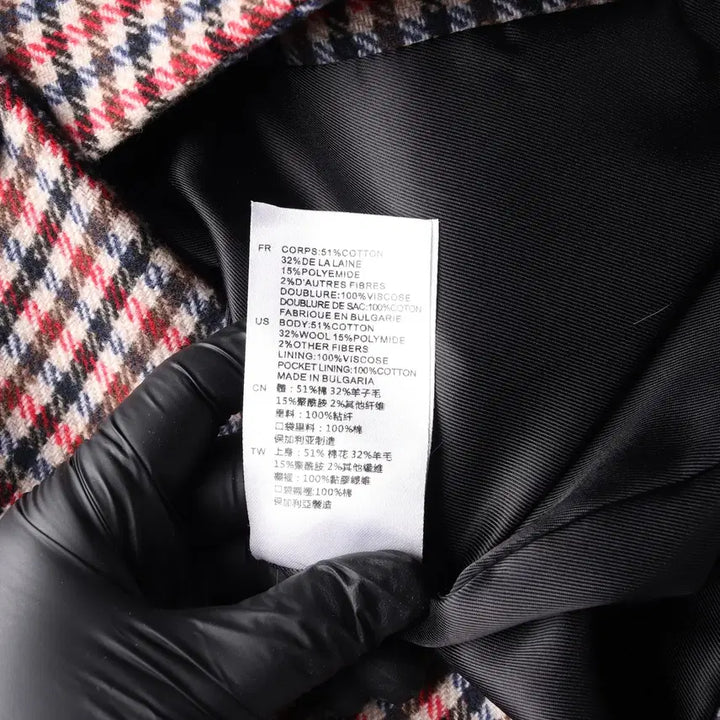 FR CORPS:51%COTTON
32%DE LA LAINE
15%POLYEMIDE
2%D'AUTRES FIBRES
DOUBLURE:100%VISCOSE
DOUBLURE DE SAC:100%COTON
FABRIQUE EN BULGARIE
US BODY:51%COTTON
32%WOOL 15%POLYMIDE
2%OTHER FIBERS
LINING:100%VISCOSE
POCKET LINING:100%COTTON
MADE IN BULGARIA
CN 體：51%棉 32%羊子毛
15%聚酰胺 2%其他纤维
里料：100%粘纤
口袋里料：100%棉
保加利亚制造
TW 上身：51% 棉花 32%羊毛
15%聚酰胺 2%其他纖維
襯裡：100%黏膠纖維
口袋襯裡:100%棉
保加利亞製造